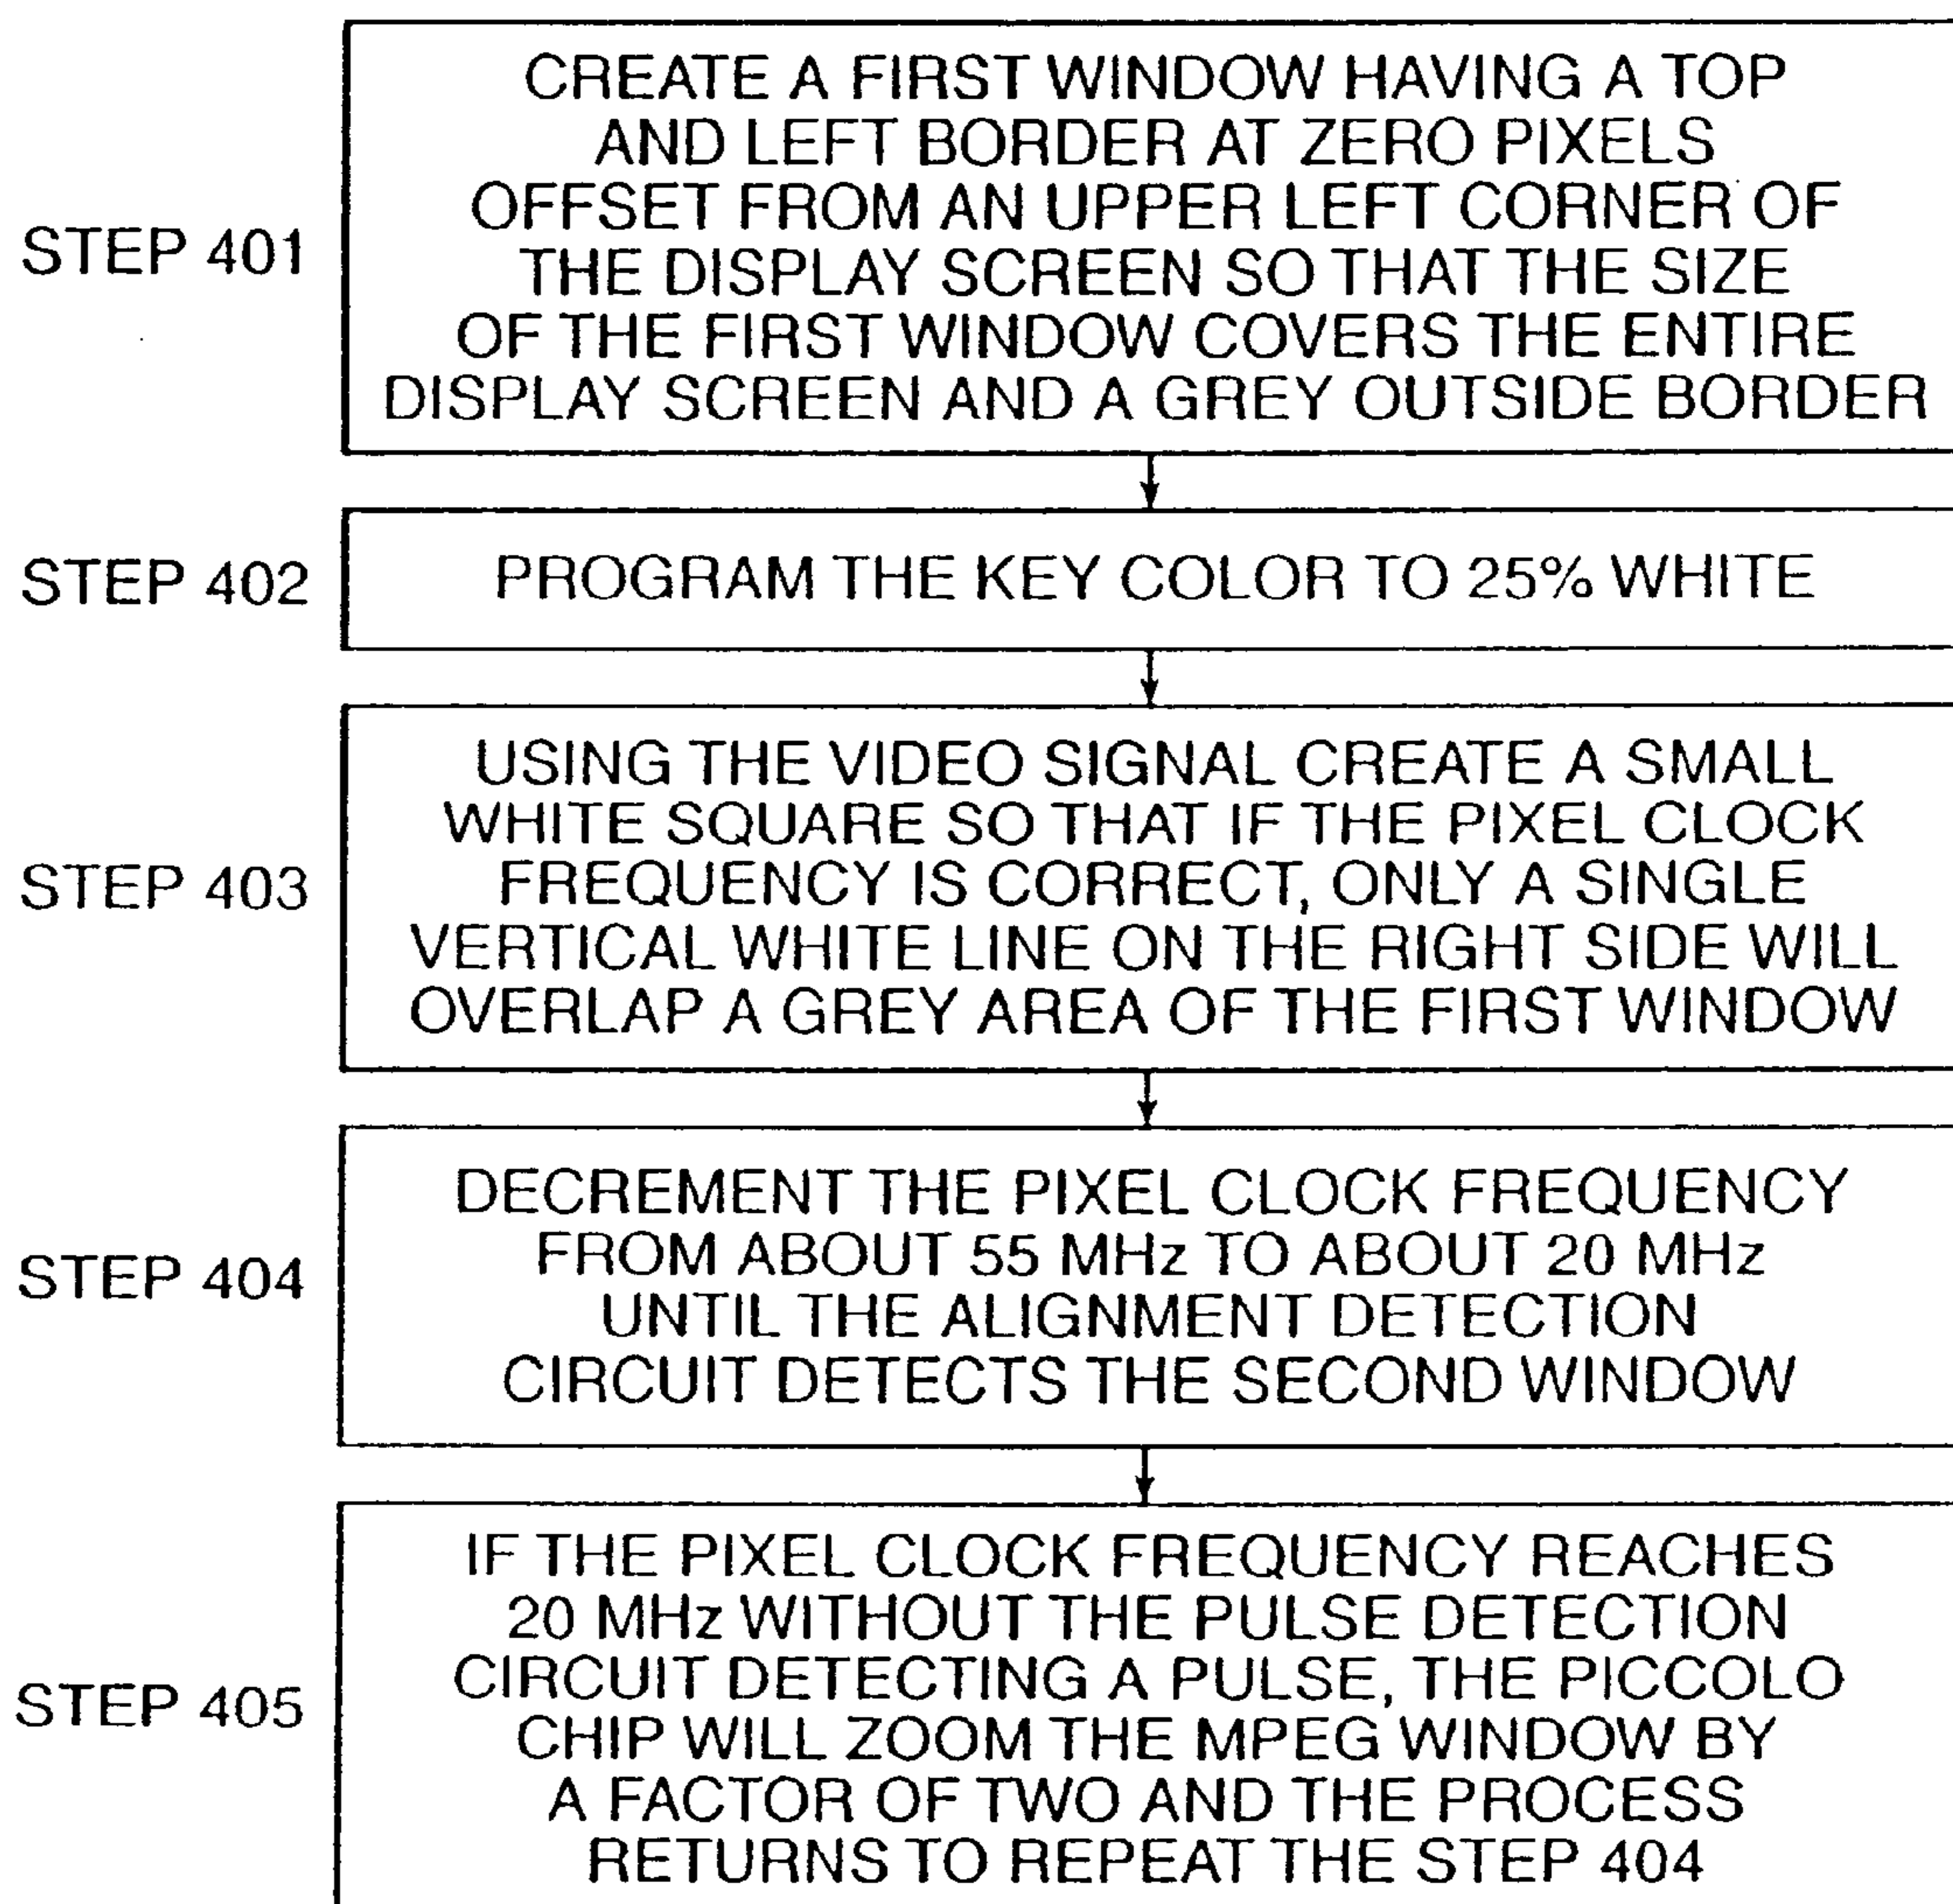 CREATE A FIRST WINDOW HAVING A TOP
AND LEFT BORDER AT ZERO PIXELS
OFFSET FROM AN UPPER LEFT CORNER OF
STEP 401
THE DISPLAY SCREEN SO THAT THE SIZE
OF THE FIRST WINDOW COVERS THE ENTIRE
DISPLAY SCREEN AND A GREY OUTSIDE BORDER
STEP 402
PROGRAM THE KEY COLOR TO 25% WHITE
USING THE VIDEO SIGNAL CREATE A SMALL
WHITE SQUARE SO THAT IF THE PIXEL CLOCK
STEP 403
FREQUENCY IS CORRECT, ONLY A SINGLE
VERTICAL WHITE LINE ON THE RIGHT SIDE WILL
OVERLAP A GREY AREA OF THE FIRST WINDOW
DECREMENT THE PIXEL CLOCK FREQUENCY
FROM ABOUT 55 MHz TO ABOUT 20 MHz
STEP 404
UNTIL THE ALIGNMENT DETECTION
CIRCUIT DETECTS THE SECOND WINDOW
IF THE PIXEL CLOCK FREQUENCY REACHES
20 MHz WITHOUT THE PULSE DETECTION
CIRCUIT DETECTING A PULSE, THE PICCOLO
STEP 405
CHIP WILL ZOOM THE MPEG WINDOW BY
A FACTOR OF TWO AND THE PROCESS
RETURNS TO REPEAT THE STEP 404